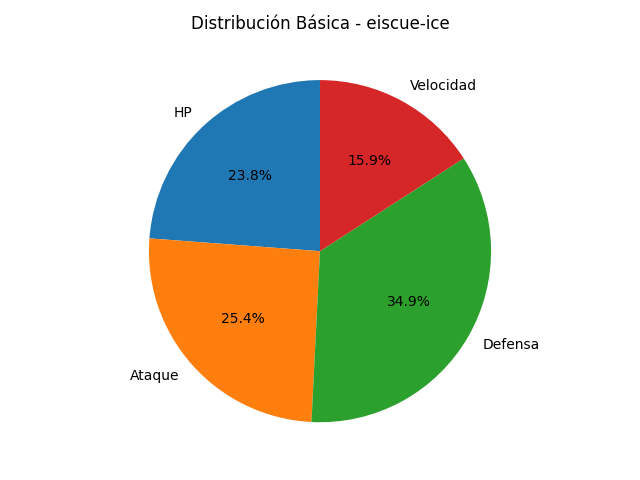 Distribución Básica - eiscue-ice
Velocidad
HP
15.9%
23.8%
34.9%
25.4%
Defensa
Ataque